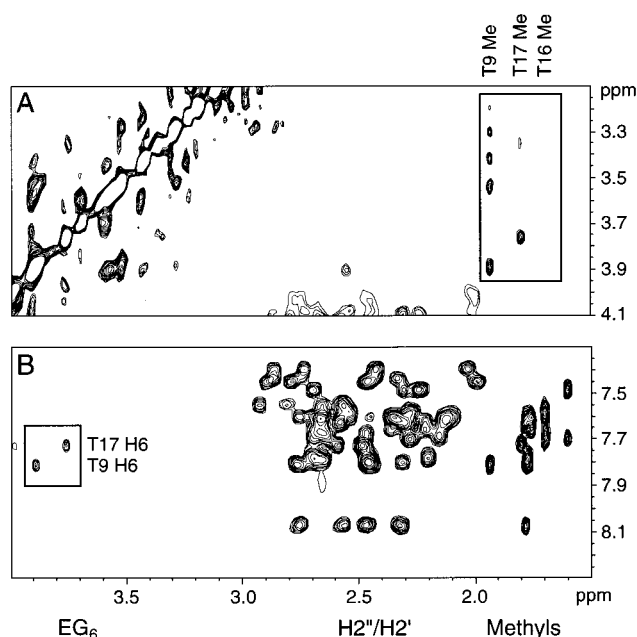 T9 Me
T17 Me
T16 Me
A
ppm
3.3
3.5
3.7
3.9
4.1
B
T17 H6
T9 H6
7.5
7.7
7.9
8.1
3.5 3.0 2.5 2.0 ppm
EG6 H2"/H2' Methyls